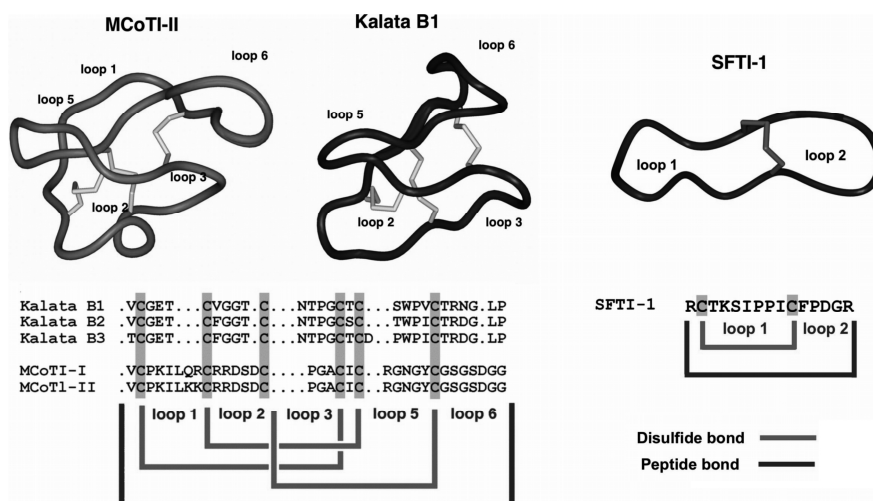 MCoTI-II
Kalata B1
SFTI-1
loop 1
loop 6
loop 5
loop 3
loop 2
loop 6
loop 5
loop 2
loop 3
loop 1
loop 2
Kalata B1 .VCGET...CVGGT.C...NTPGCTC...SWPVCTRNG.LP
Kalata B2 .VCGET...CFGGT.C...NTPGCSC...TWPICTRDG.LP
Kalata B3 TCGET...CFGGT.C...NTPGCTCD..PWPICTRDG.LP
MCoTI-I .VCPKILQRCRRDSDC....PGACIC..RGNGYCGSGSDGG
MCoTl-II .VCPKILKKCRRDSDC....PGACIC..RGNGYCGSGSDGG
loop 1 loop 2 loop 3 loop 5 loop 6
SFTI-1 RCTKSIPPICFPDGR
loop 1 loop 2
Disulfide bond
Peptide bond